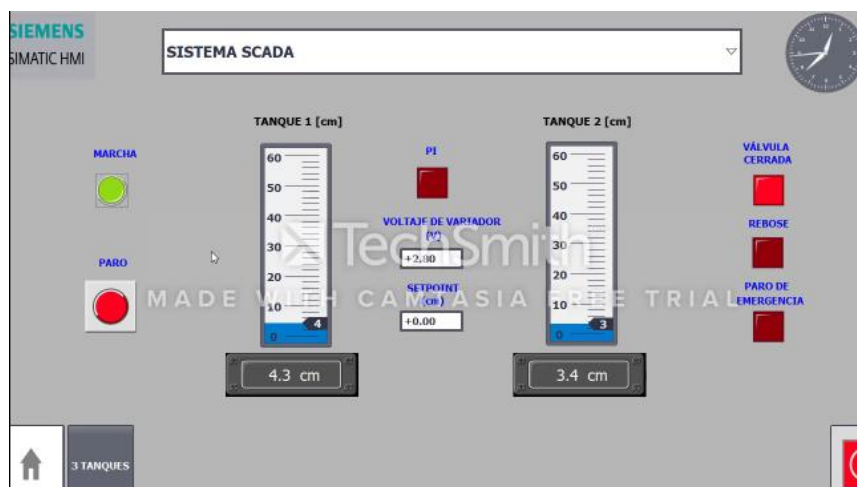 SIEMENS
SIMATIC HMI
SISTEMA SCADA
TANQUE 1 [cm]
TANQUE 2 [cm]
MARCHA
PARO
60
50
40
30
20
10
0
4
4.3 cm
PI
VOLTAJE DE VARIADOR
(V)
+2.80
SETPOINT
(cm)
+0.00
60
50
40
30
20
10
0
3
3.4 cm
VÁLVULA
CERRADA
REBOSE
PARO DE
EMERGENCIA
TechSmith
MADE WITH CAMTASIA FREE TRIAL
3 TANQUES